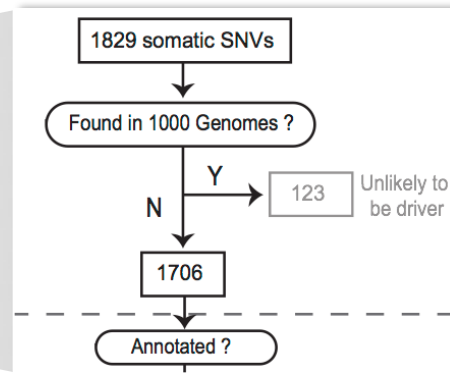 1829 somatic SNVs
Found in 1000 Genomes ?
Y
123
Unlikely to
be driver
N
1706
Annotated ?